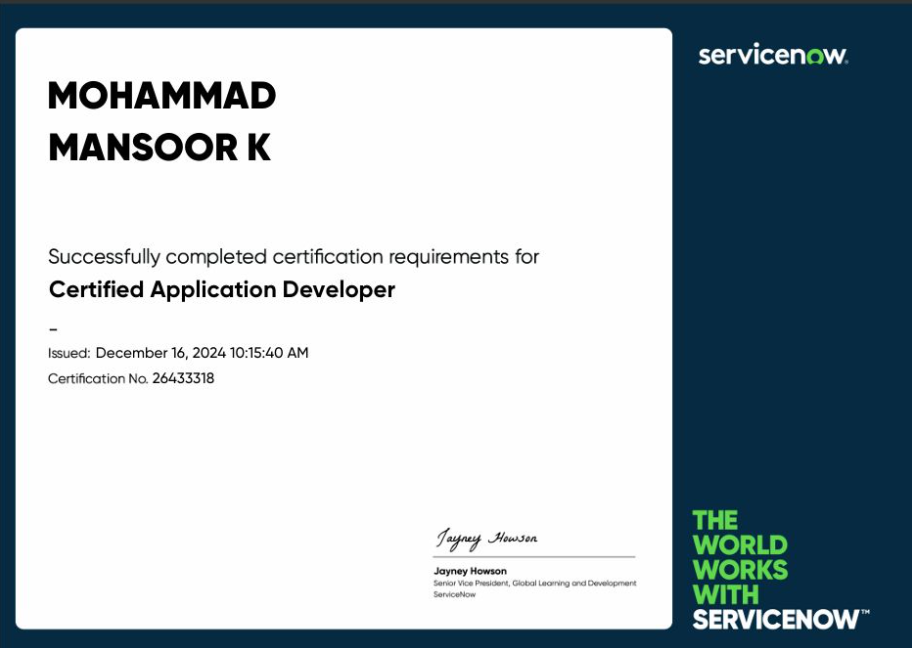 servicenow.
MOHAMMAD
MANSOOR K
Successfully completed certification requirements for
Certified Application Developer
–
Issued: December 16, 2024 10:15:40 AM
Certification No. 26433318
Jayney Howson
Jayney Howson
Senior Vice President, Global Learning and Development
ServiceNow
THE
WORLD
WORKS
WITH
SERVICENOW™